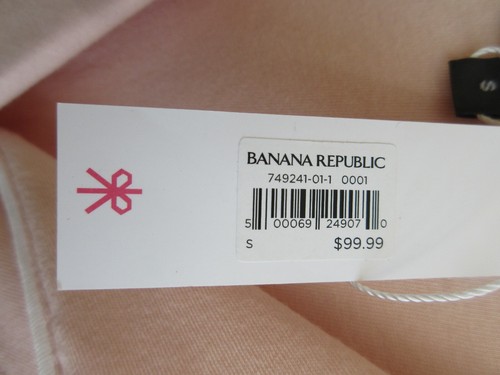 S
BANANA REPUBLIC
749241-01-1 0001
5 00069 24907 0
S $99.99